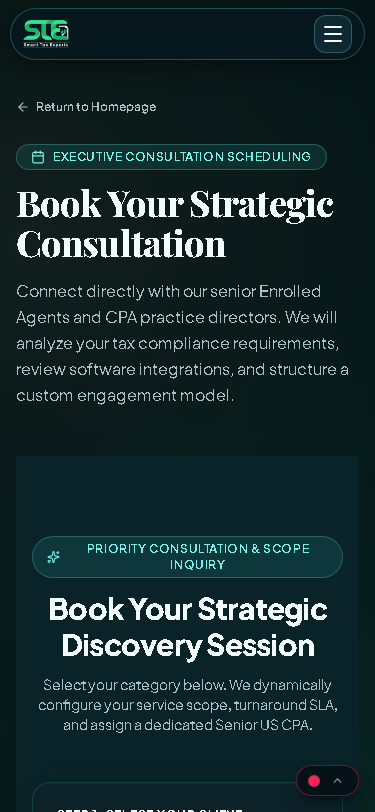 STE
Smart Tax Experts
Return to Homepage
EXECUTIVE CONSULTATION SCHEDULING
Book Your Strategic
Consultation
Connect directly with our senior Enrolled
Agents and CPA practice directors. We will
analyze your tax compliance requirements,
review software integrations, and structure a
custom engagement model.
PRIORITY CONSULTATION & SCOPE
INQUIRY
Book Your Strategic
Discovery Session
Select your category below. We dynamically
configure your service scope, turnaround SLA,
and assign a dedicated Senior US CPA.